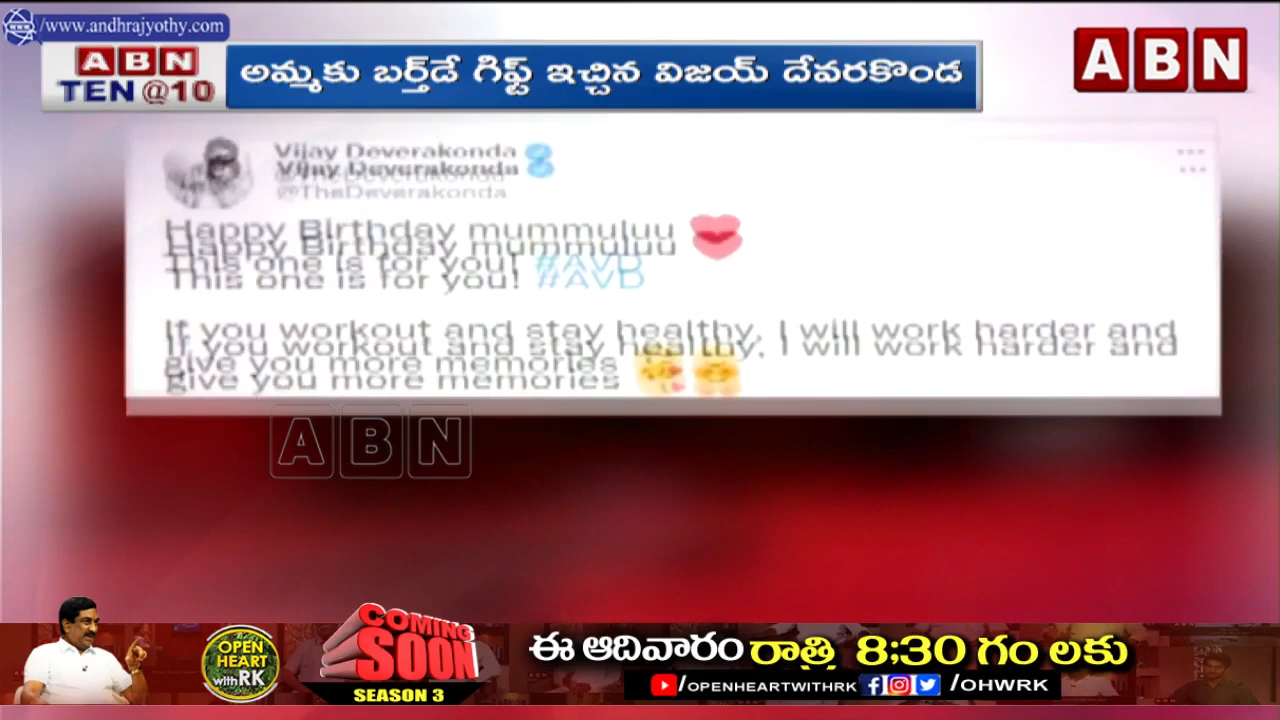 /www.andhrajyothy.com
ABN
TEN @10
అమ్మకు బర్త్‌డే గిఫ్ట్ ఇచ్చిన విజయ్ దేవరకొండ
ABN
Vijay Deverakonda
@TheDeverakonda
Happy Birthday mummuluu
This one is for you! #AVD
If you workout and stay healthy, I will work harder and
give you more memories
ABN
OPEN
HEART
with RK
COMING
SOON
SEASON 3
ఈ ఆదివారం రాత్రి 8:30 గం లకు
/OPENHEARTWITHRK /OHWRK